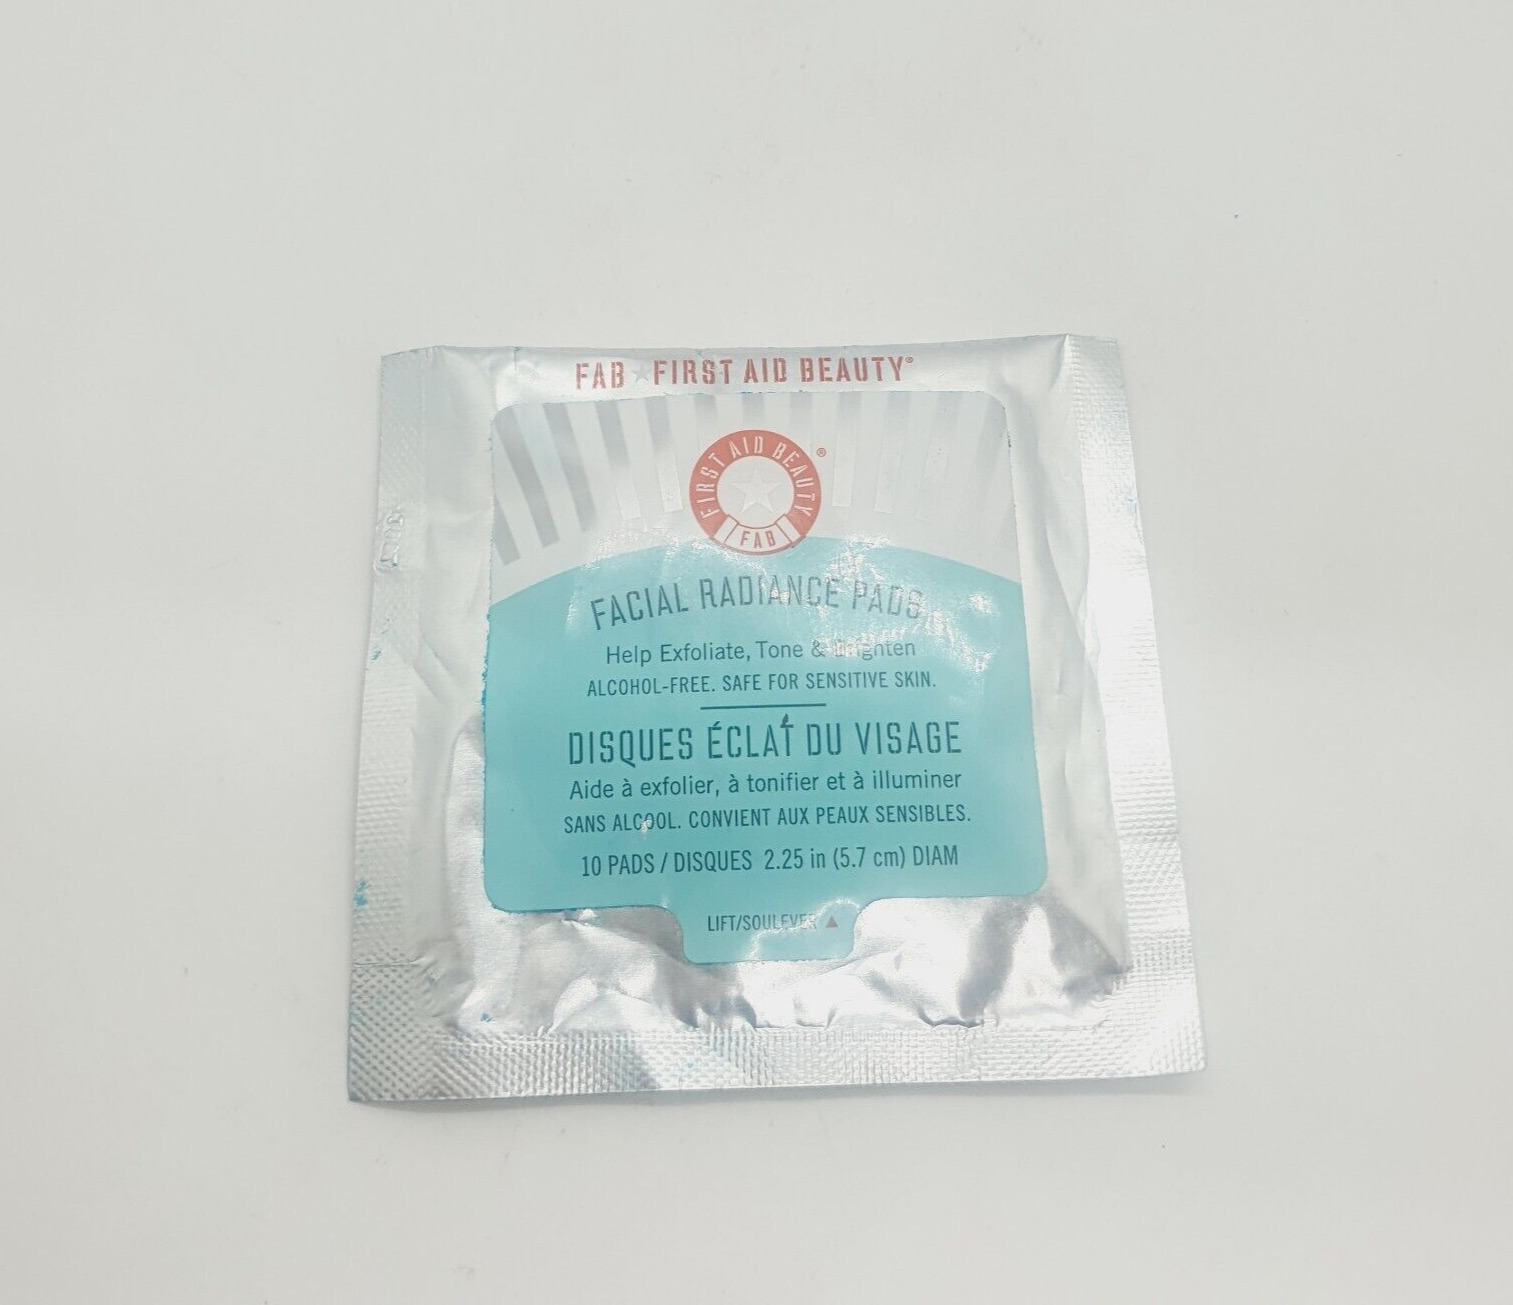 FAB ★ FIRST AID BEAUTY®
FIRST AID BEAUTY ®
FAB
FACIAL RADIANCE PADS
Help Exfoliate, Tone & Brighten
ALCOHOL-FREE. SAFE FOR SENSITIVE SKIN.
DISQUES ÉCLAT DU VISAGE
Aide à exfolier, à tonifier et à illuminer
SANS ALCOOL. CONVIENT AUX PEAUX SENSIBLES.
10 PADS / DISQUES 2.25 in (5.7 cm) DIAM
LIFT/SOULEVER ▲